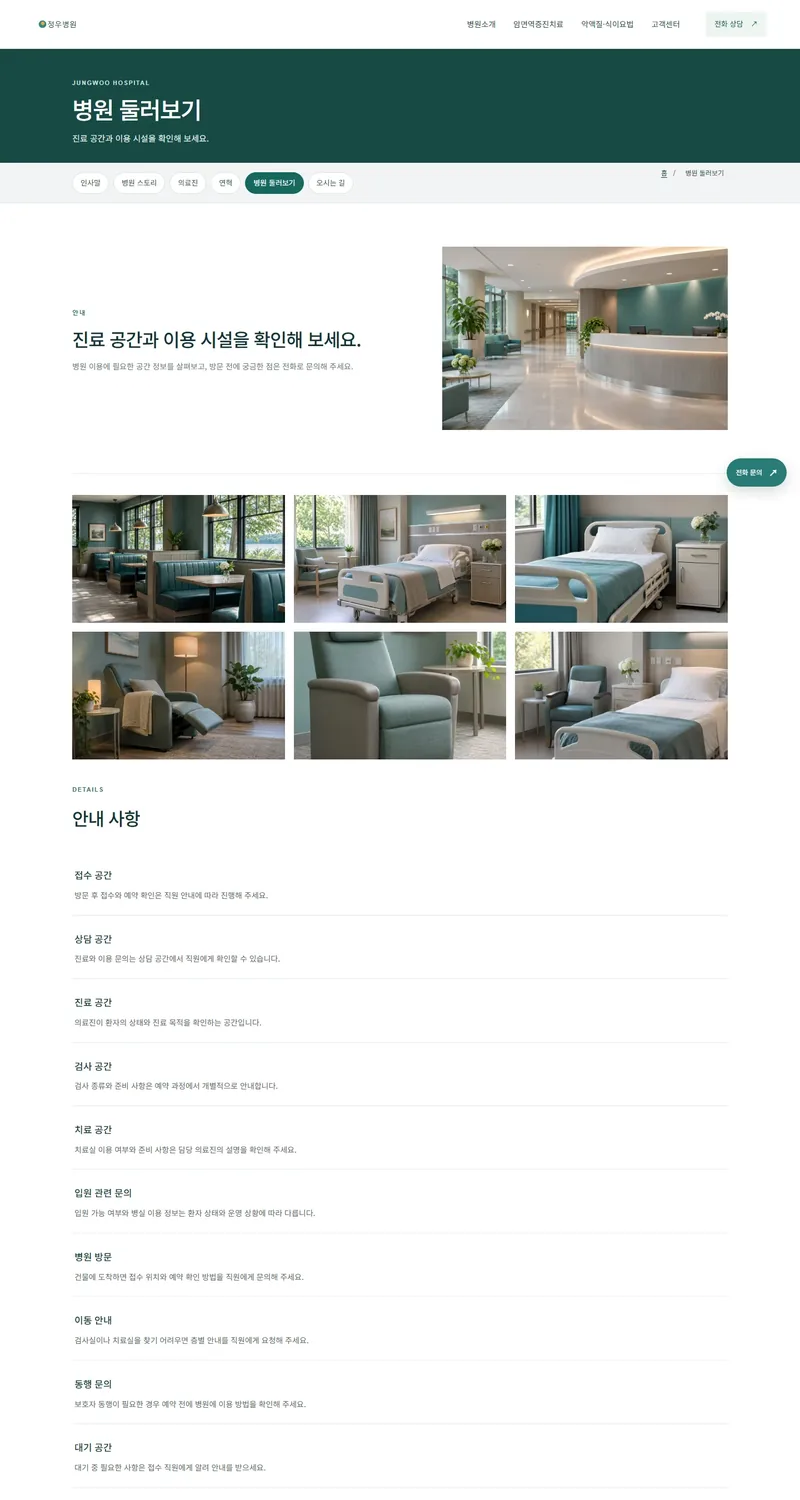 정우병원
병원소개
암면역증진치료
약액질·식이요법
고객센터
전화 상담 ↗
JUNGWOO HOSPITAL
병원 둘러보기
진료 공간과 이용 시설을 확인해 보세요.
인사말
병원 스토리
의료진
연혁
병원 둘러보기
오시는 길
홈 / 병원 둘러보기
안내
진료 공간과 이용 시설을 확인해 보세요.
병원 이용에 필요한 공간 정보를 살펴보고, 방문 전에 궁금한 점은 전화로 문의해 주세요.
전화 문의 ↗
DETAILS
안내 사항
접수 공간
방문 후 접수와 예약 확인은 직원 안내에 따라 진행해 주세요.
상담 공간
진료와 이용 문의는 상담 공간에서 직원에게 확인할 수 있습니다.
진료 공간
의료진이 환자의 상태와 진료 목적을 확인하는 공간입니다.
검사 공간
검사 종류와 준비 사항은 예약 과정에서 개별적으로 안내합니다.
치료 공간
치료실 이용 여부와 준비 사항은 담당 의료진의 설명을 확인해 주세요.
입원 관련 문의
입원 가능 여부와 병실 이용 정보는 환자 상태와 운영 상황에 따라 다릅니다.
병원 방문
건물에 도착하면 접수 위치와 예약 확인 방법을 직원에게 문의해 주세요.
이동 안내
검사실이나 치료실을 찾기 어려우면 층별 안내를 직원에게 요청해 주세요.
동행 문의
보호자 동행이 필요한 경우 예약 전에 병원에 이용 방법을 확인해 주세요.
대기 공간
대기 중 필요한 사항은 접수 직원에게 알려 안내를 받으세요.